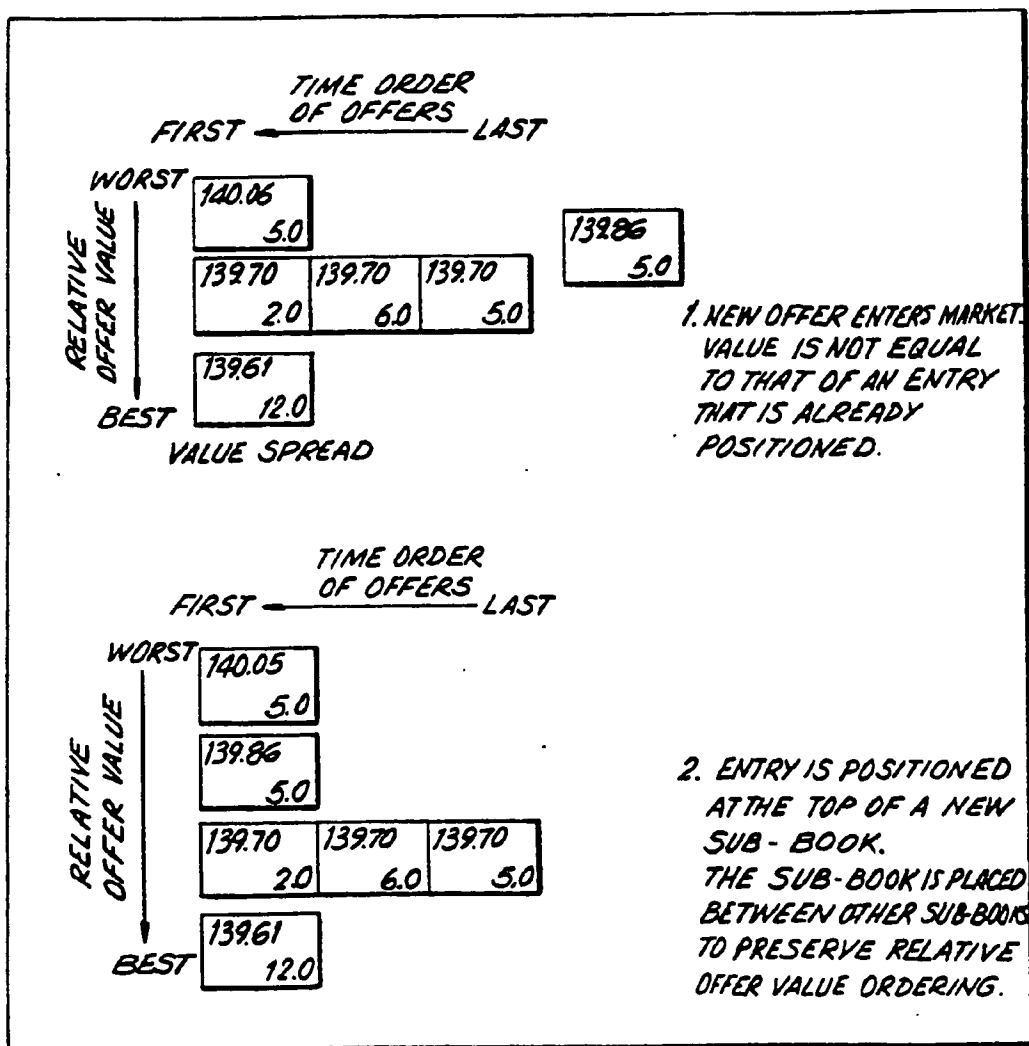 TIME ORDER
OF OFFERS
FIRST LAST
WORST
RELATIVE
OFFER VALUE
BEST
140.06
5.0
139.70 139.70 139.70
2.0 6.0 5.0
139.61
12.0
VALUE SPREAD
139.86
5.0
1. NEW OFFER ENTERS MARKET.
VALUE IS NOT EQUAL
TO THAT OF AN ENTRY
THAT IS ALREADY
POSITIONED.
TIME ORDER
OF OFFERS
FIRST LAST
WORST
RELATIVE
OFFER VALUE
BEST
140.05
5.0
139.86
5.0
139.70 139.70 139.70
2.0 6.0 5.0
139.61
12.0
2. ENTRY IS POSITIONED
AT THE TOP OF A NEW
SUB-BOOK.
THE SUB-BOOK IS PLACED
BETWEEN OTHER SUB-BOOKS
TO PRESERVE RELATIVE
OFFER VALUE ORDERING.